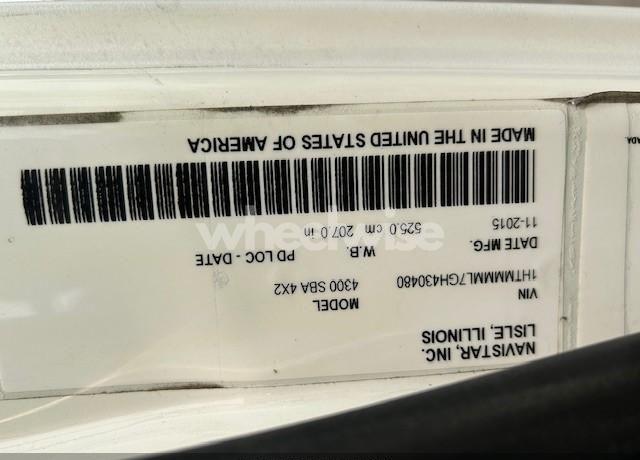 NAVISTAR, INC.
LISLE, ILLINOIS
VIN MODEL
1HTMMMML7GH430480 4300 SBA 4X2
DATE MFG. W.B. PD LOC - DATE
11-2015 525.0 cm 207.0 in
MADE IN THE UNITED STATES OF AMERICA
wheelwise